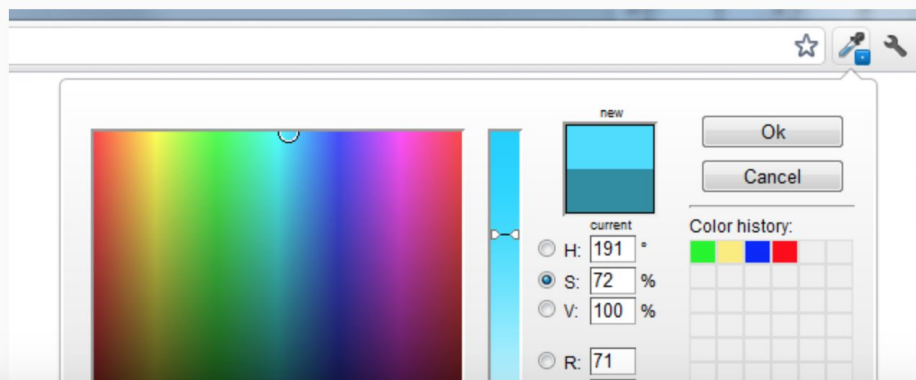 new
Ok
Cancel
current
Color history:
H: 191 °
S: 72 %
V: 100 %
R: 71